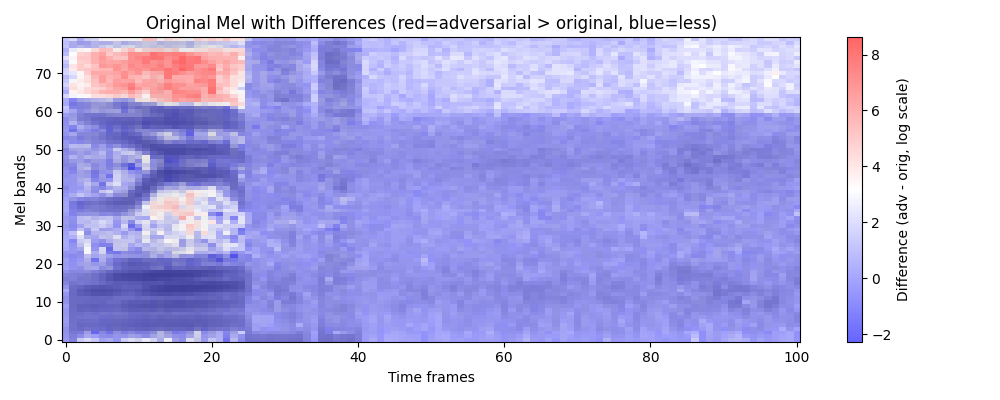 Original Mel with Differences (red=adversarial > original, blue=less)
Mel bands
70
60
50
40
30
20
10
0
0 20 40 60 80 100
Time frames
8
6
4
2
0
−2
Difference (adv - orig, log scale)